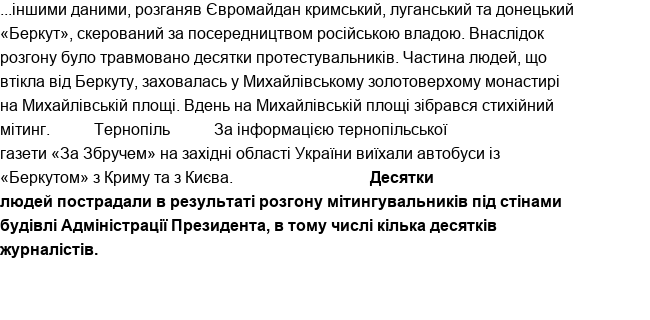 ...іншими даними, розганяв Євромайдан кримський, луганський та донецький
«Беркут», скерований за посередництвом російською владою. Внаслідок
розгону було травмовано десятки протестувальників. Частина людей, що
втікла від Беркуту, заховалась у Михайлівському золотоверхому монастирі
на Михайлівській площі. Вдень на Михайлівській площі зібрався стихійний
мітинг. Тернопіль За інформацією тернопільської
газети «За Збручем» на західні області України виїхали автобуси із
«Беркутом» з Криму та з Києва. Десятки
людей пострадали в результаті розгону мітингувальників під стінами
будівлі Адміністрації Президента, в тому числі кілька десятків
журналістів.